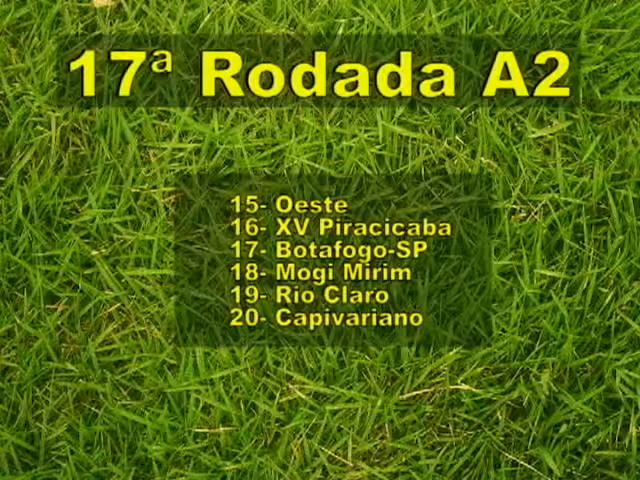 17ª Rodada A2
15- Oeste
16- XV Piracicaba
17- Botafogo-SP
18- Mogi Mirim
19- Rio Claro
20- Capivariano